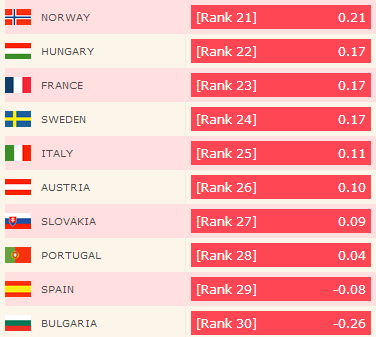 NORWAY [Rank 21] 0.21
HUNGARY [Rank 22] 0.17
FRANCE [Rank 23] 0.17
SWEDEN [Rank 24] 0.17
ITALY [Rank 25] 0.11
AUSTRIA [Rank 26] 0.10
SLOVAKIA [Rank 27] 0.09
PORTUGAL [Rank 28] 0.04
SPAIN [Rank 29] -0.08
BULGARIA [Rank 30] -0.26